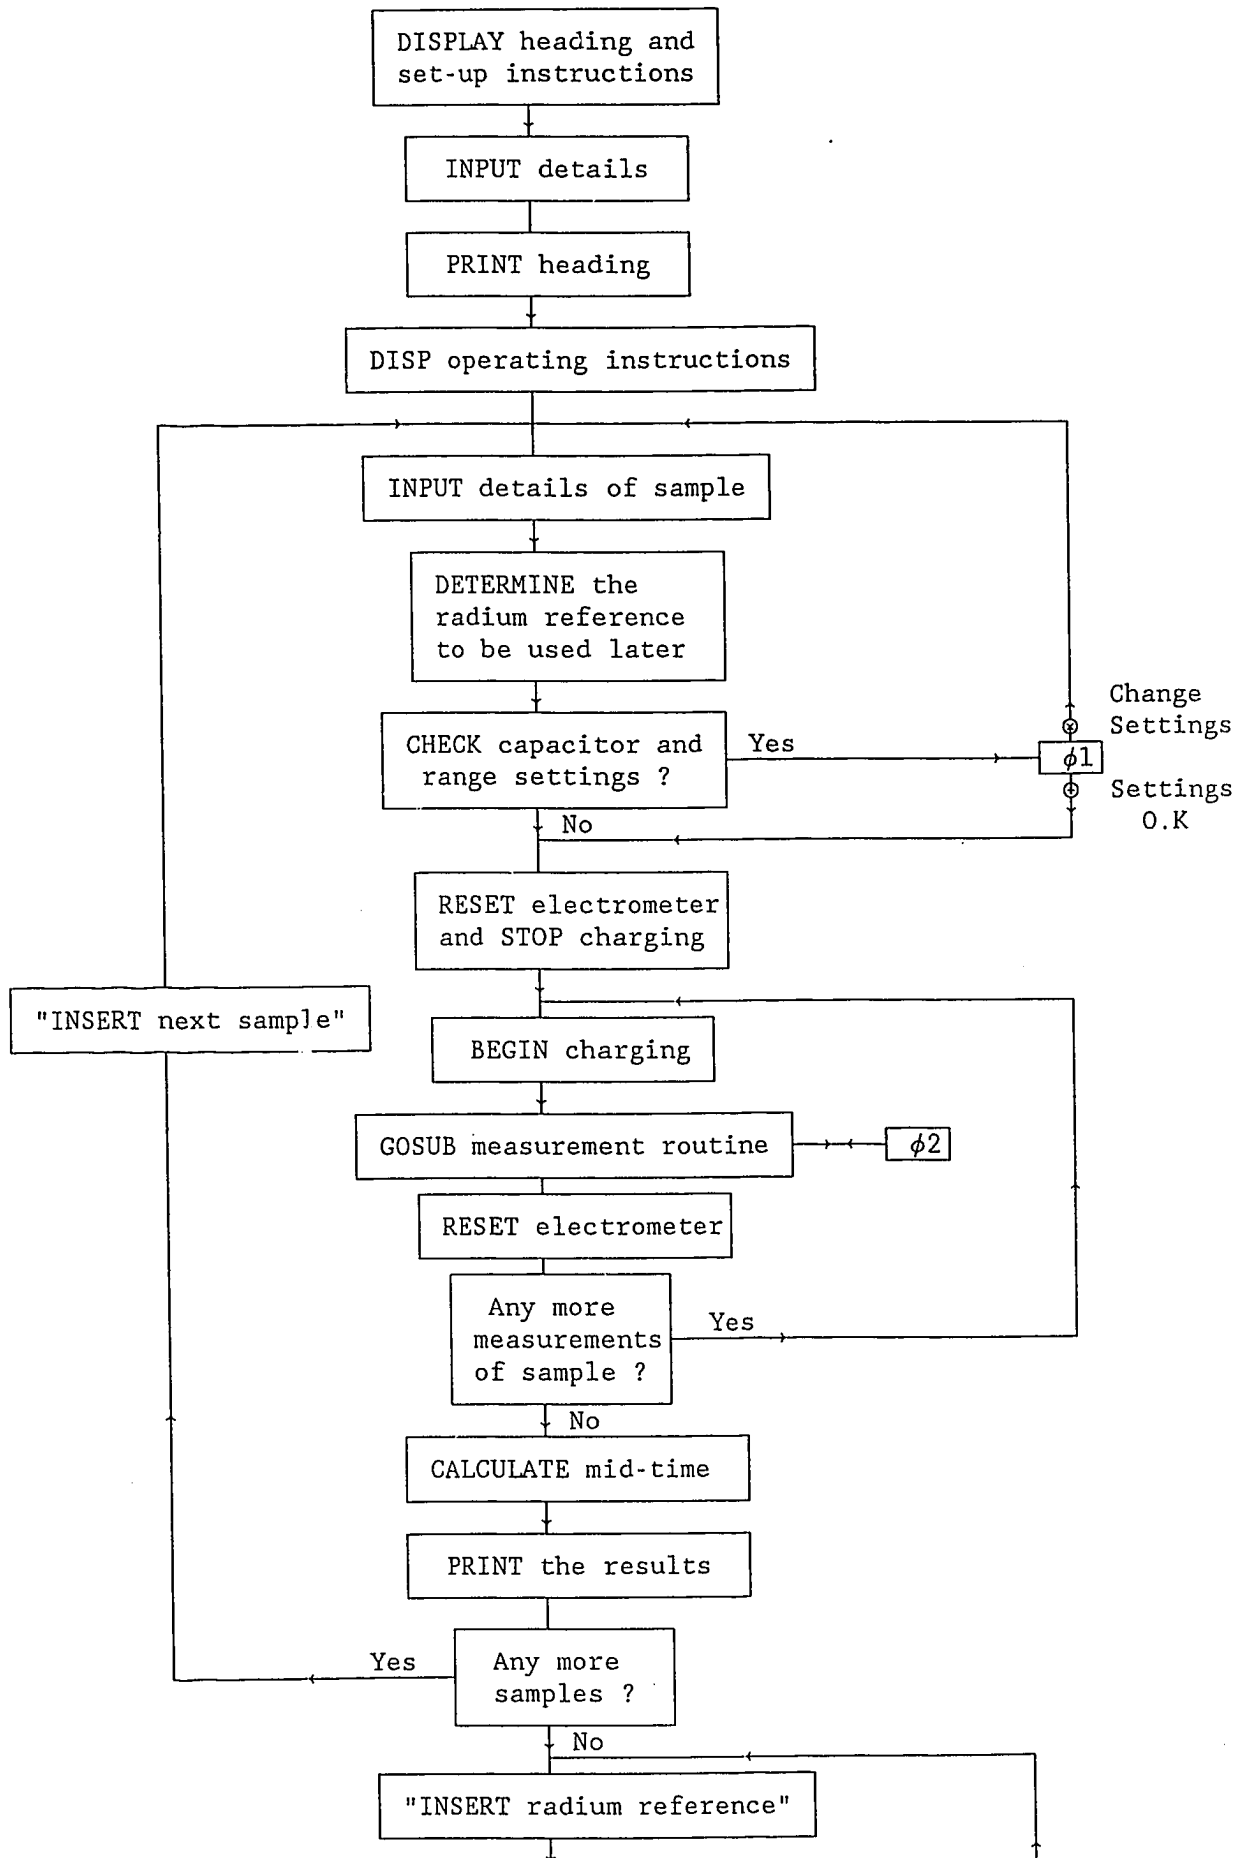 DISPLAY heading and
set-up instructions
INPUT details
PRINT heading
DISP operating instructions
INPUT details of sample
DETERMINE the
radium reference
to be used later
CHECK capacitor and
range settings ?
Yes
Change
Settings
ϕ1
Settings
O.K
No
RESET electrometer
and STOP charging
"INSERT next sample"
BEGIN charging
GOSUB measurement routine
ϕ2
RESET electrometer
Any more
measurements
of sample ?
Yes
No
CALCULATE mid-time
PRINT the results
Yes
Any more
samples ?
No
"INSERT radium reference"